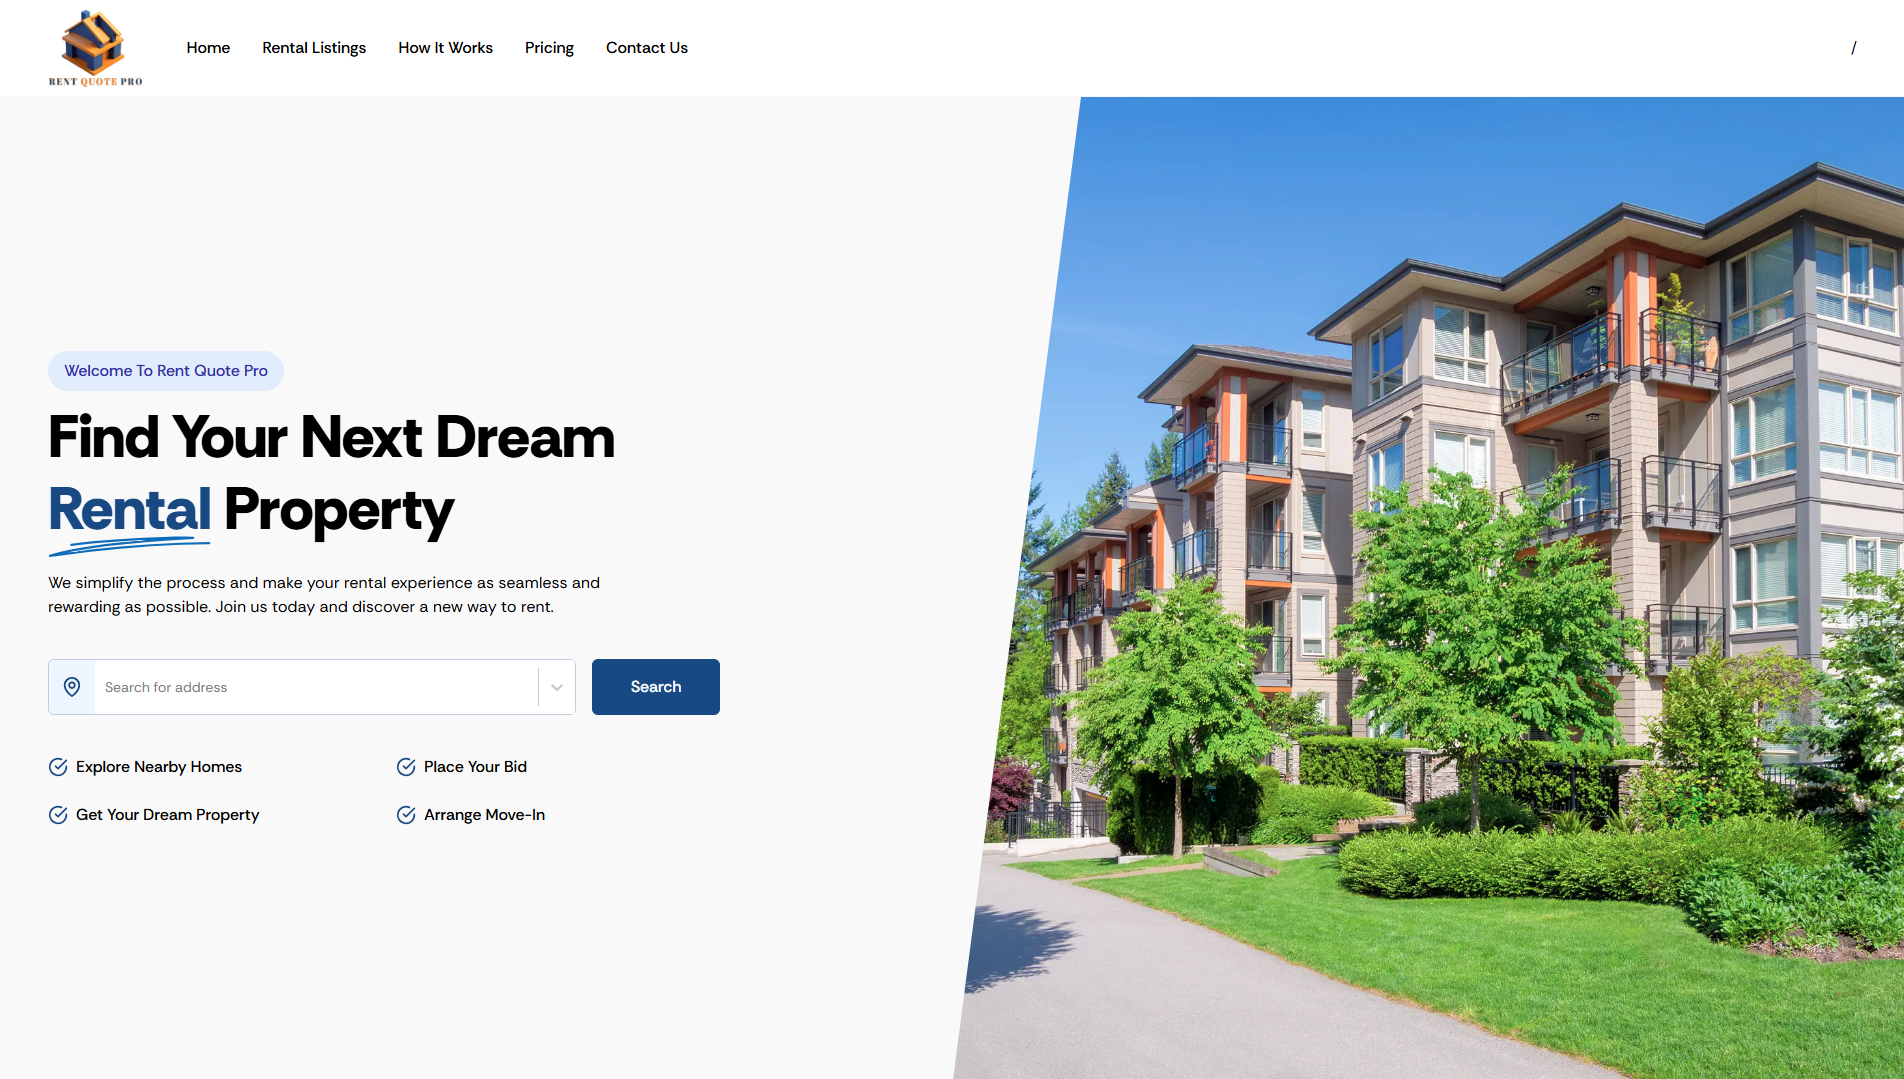 RENT QUOTE PRO
Home
Rental Listings
How It Works
Pricing
Contact Us
/
Welcome To Rent Quote Pro
Find Your Next Dream
Rental Property
We simplify the process and make your rental experience as seamless and
rewarding as possible. Join us today and discover a new way to rent.
Search for address
Search
Explore Nearby Homes
Place Your Bid
Get Your Dream Property
Arrange Move-In